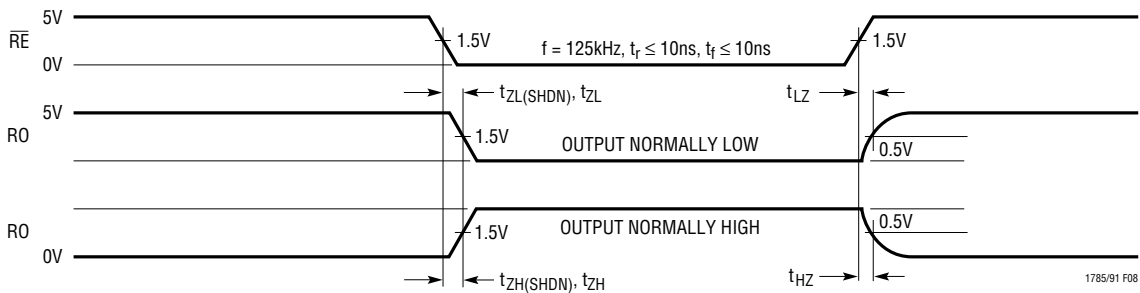 5V
RE
0V
1.5V
f = 125kHz, tr ≤ 10ns, tf ≤ 10ns
1.5V
tZL(SHDN), tZL
tLZ
5V
RO
1.5V
OUTPUT NORMALLY LOW
0.5V
RO
0V
1.5V
OUTPUT NORMALLY HIGH
0.5V
tZH(SHDN), tZH
tHZ
1785/91 F08